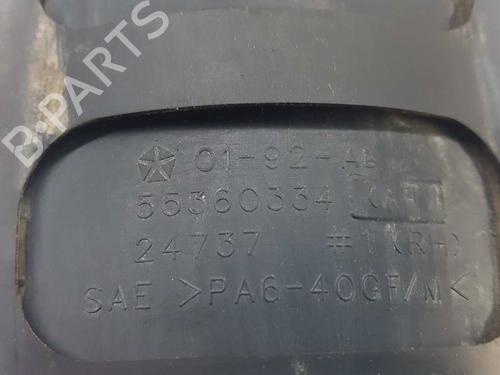 B-PARTS
01-92-AB
55360334
24737 #1(RH)
SAE >PA6-40GF/M<